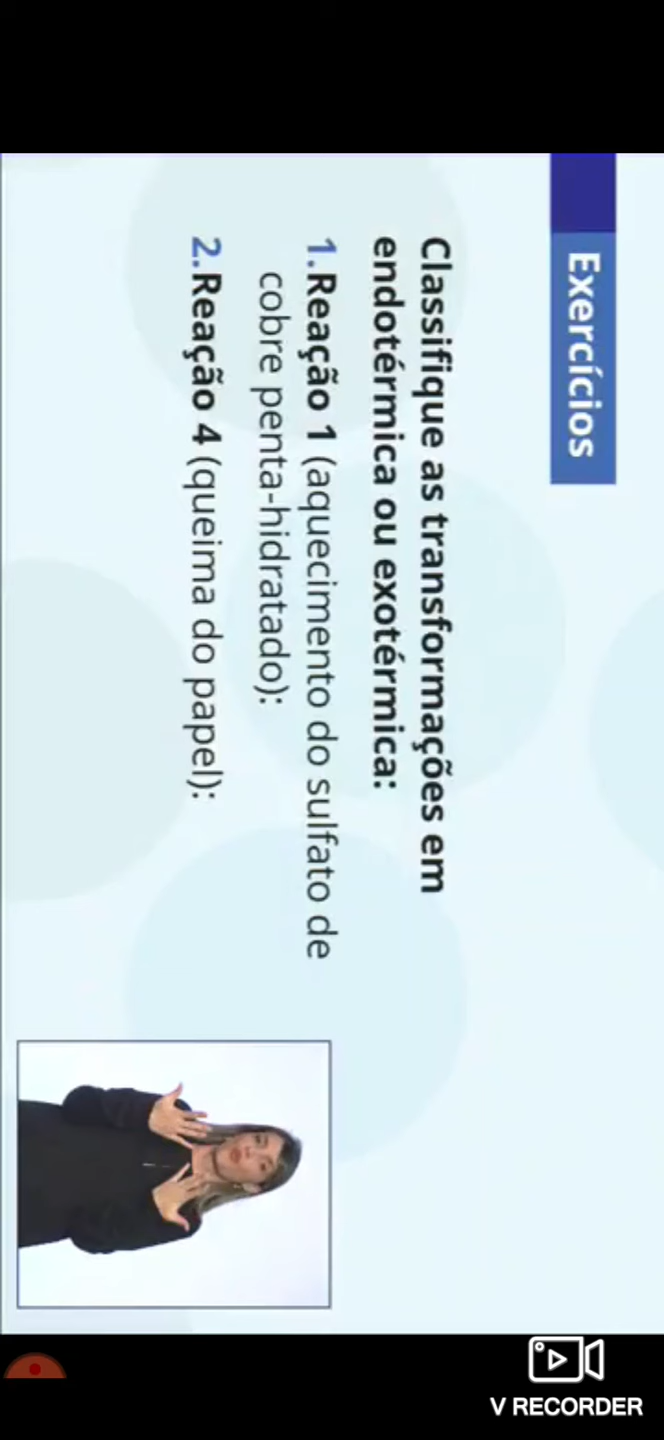 Exercícios
Classifique as transformações em
endotérmica ou exotérmica:
1. Reação 1 (aquecimento do sulfato de
cobre penta-hidratado):
2. Reação 4 (queima do papel):
V RECORDER